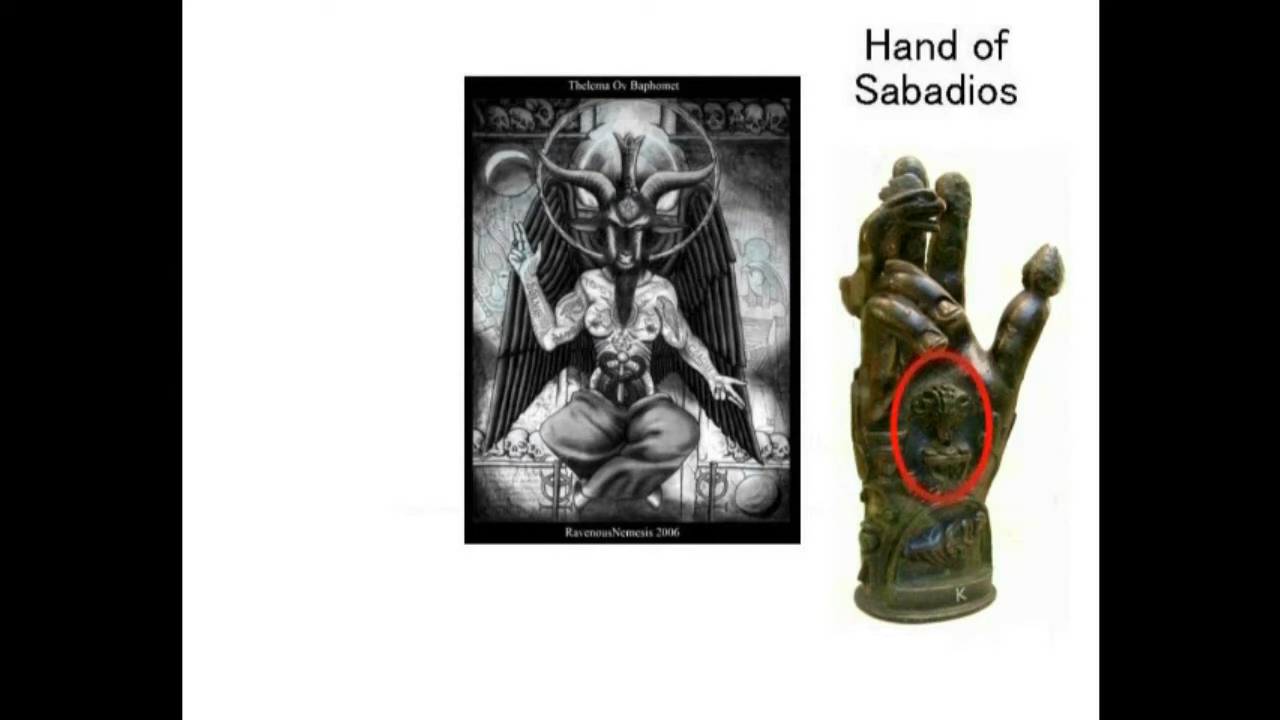 Hand of
Sabadios
Thelema Ov Baphomet
RavenousNemesis 2006
K